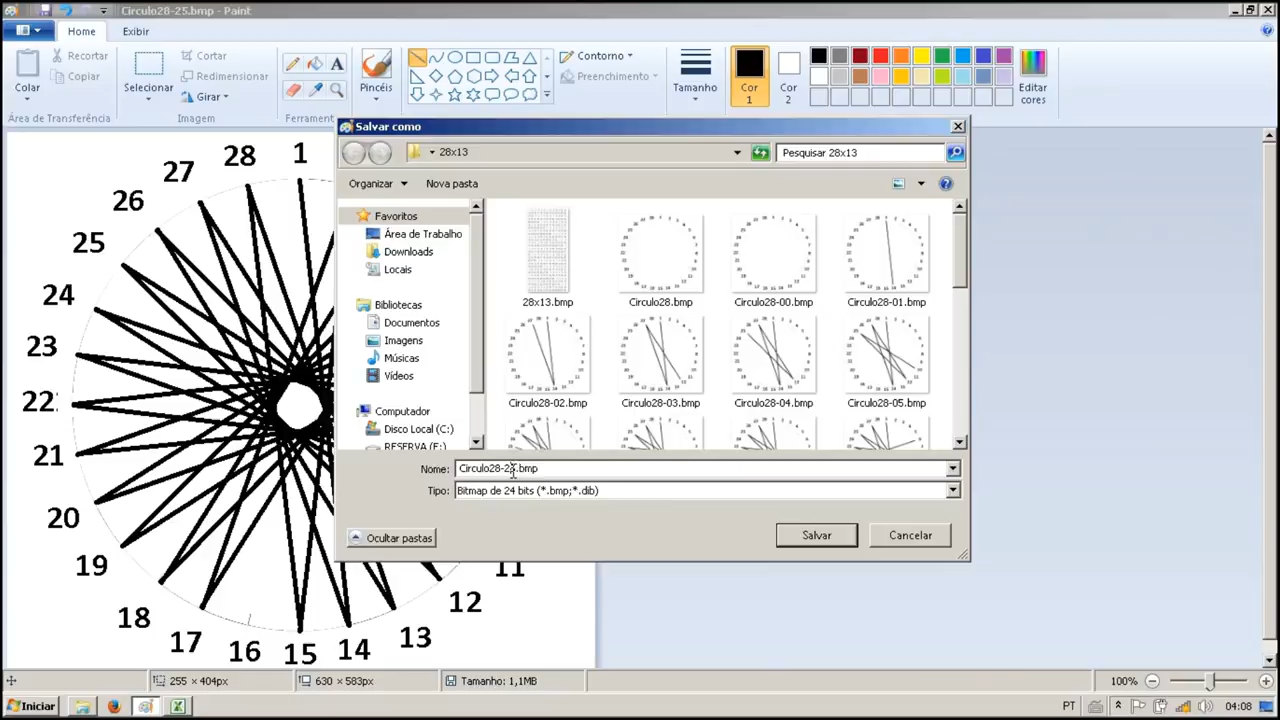 Circulo28-25.bmp - Paint
Home
Exibir
Colar
Recortar
Copiar
Área de Transferência
Selecionar
Cortar
Redimensionar
Girar
Imagem
A
Ferrament
Pincéis
Contorno
Preenchimento
Tamanho
Cor
1
Cor
2
Editar
cores
Salvar como
28x13
Pesquisar 28x13
Organizar
Nova pasta
Favoritos
Área de Trabalho
Downloads
Locais
Bibliotecas
Documentos
Imagens
Músicas
Vídeos
Computador
Disco Local (C:)
RESERVA (E:)
28x13.bmp
Circulo28.bmp
Circulo28-00.bmp
Circulo28-01.bmp
Circulo28-02.bmp
Circulo28-03.bmp
Circulo28-04.bmp
Circulo28-05.bmp
Nome:
Tipo:
Bitmap de 24 bits (*.bmp;*.dib)
Ocultar pastas
Salvar
Cancelar
1
28
27
26
25
24
23
22
21
20
19
18
17
16
15
14
13
12
11
255 × 404px
630 × 583px
Tamanho: 1,1MB
100%
Iniciar
PT
04:08